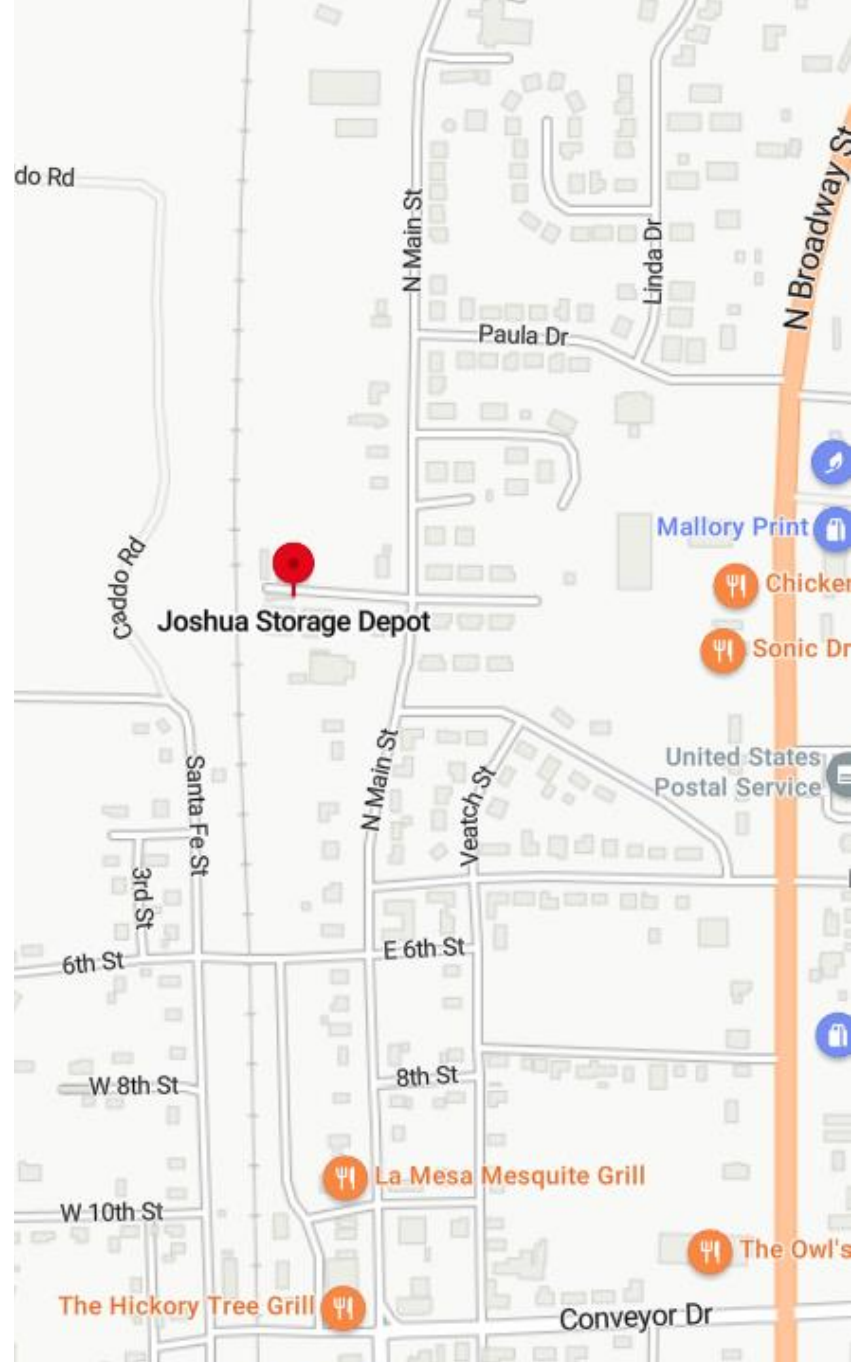 N Broadway St
do Rd
N Main St
Linda Dr
Paula Dr
Mallory Print
Caddo Rd
Chicken
Joshua Storage Depot
Sonic Dr
N Main St
Santa Fe St
Veatch St
United States
Postal Service
3rd St
6th St
E 6th St
W 8th St
8th St
La Mesa Mesquite Grill
W 10th St
The Owl's
The Hickory Tree Grill
Conveyor Dr